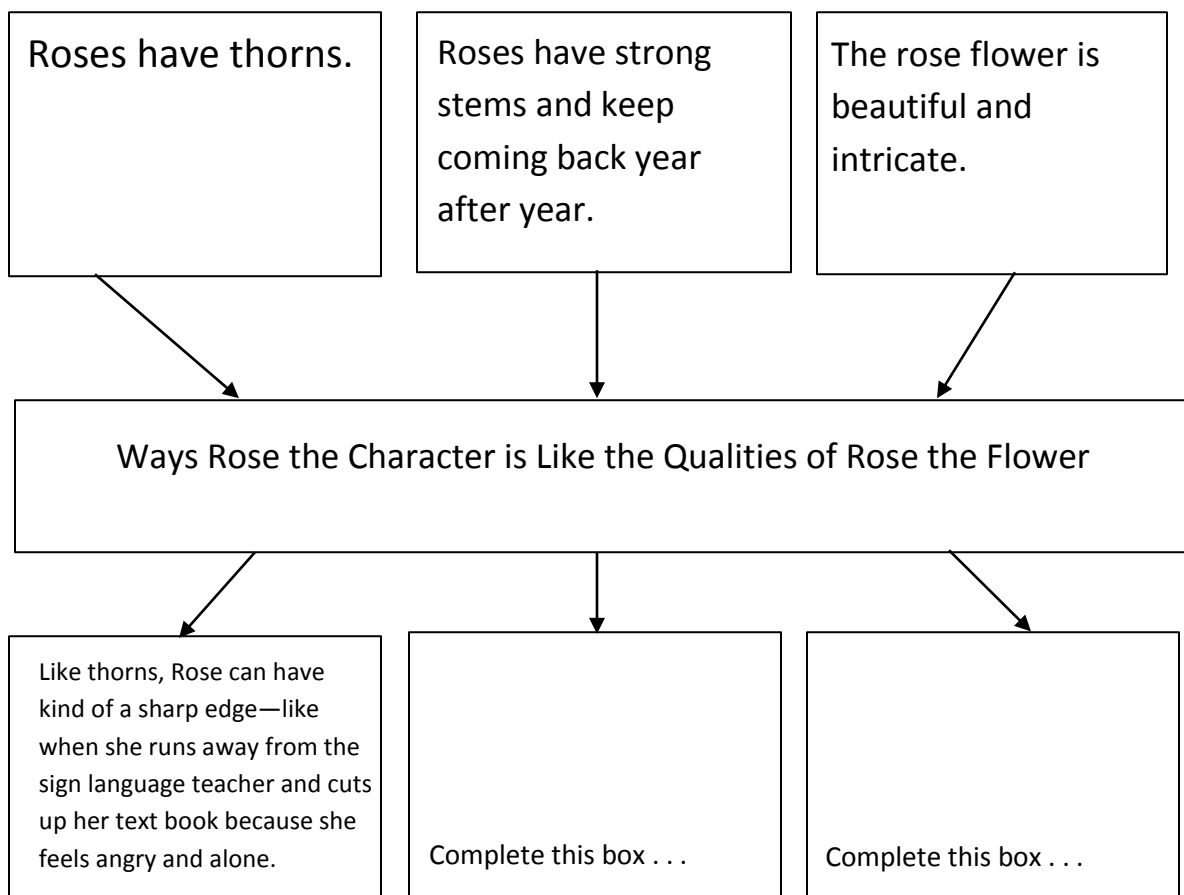 Roses have thorns.
Roses have strong
stems and keep
coming back year
after year.
The rose flower is
beautiful and
intricate.
Ways Rose the Character is Like the Qualities of Rose the Flower
Like thorns, Rose can have
kind of a sharp edge—like
when she runs away from the
sign language teacher and cuts
up her text book because she
feels angry and alone.
Complete this box . . .
Complete this box . . .